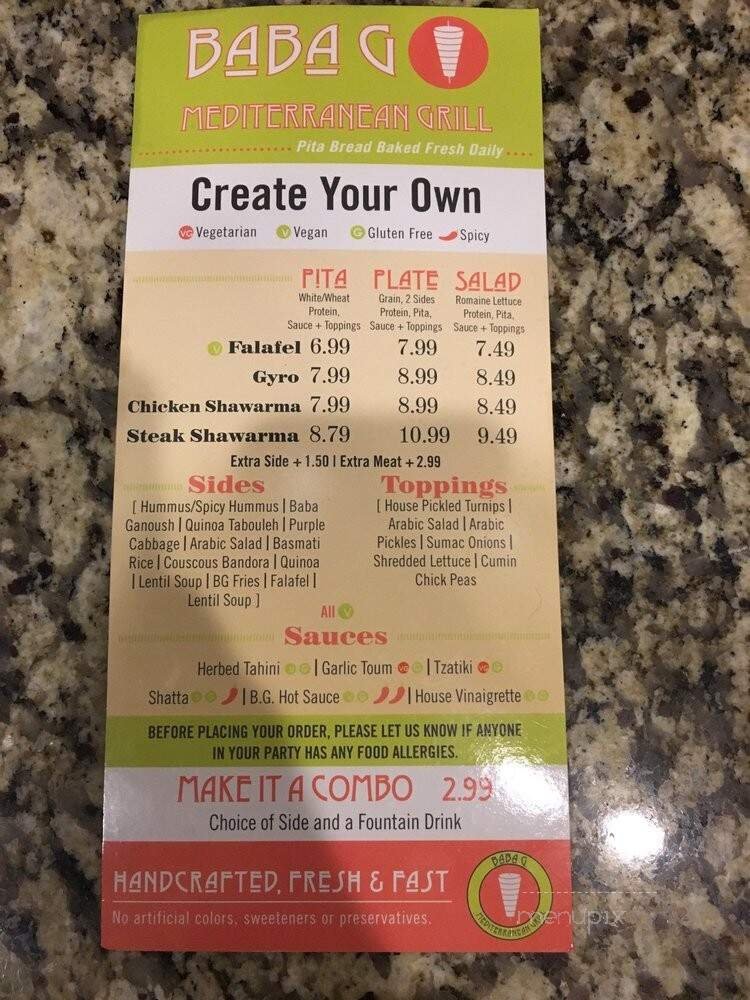 BABA G
MEDITERRANEAN GRILL
Pita Bread Baked Fresh Daily
Create Your Own
VG Vegetarian V Vegan G Gluten Free Spicy
PITA PLATE SALAD
White/Wheat Grain, 2 Sides Romaine Lettuce
Protein, Protein, Pita, Protein, Pita,
Sauce + Toppings Sauce + Toppings Sauce + Toppings
V Falafel 6.99 7.99 7.49
Gyro 7.99 8.99 8.49
Chicken Shawarma 7.99 8.99 8.49
Steak Shawarma 8.79 10.99 9.49
Extra Side + 1.50 | Extra Meat + 2.99
Sides
[ Hummus/Spicy Hummus | Baba
Ganoush | Quinoa Tabouleh | Purple
Cabbage | Arabic Salad | Basmati
Rice | Couscous Bandora | Quinoa
| Lentil Soup | BG Fries | Falafel |
Lentil Soup ]
Toppings
[ House Pickled Turnips |
Arabic Salad | Arabic
Pickles | Sumac Onions |
Shredded Lettuce | Cumin
Chick Peas
All V
Sauces
Herbed Tahini V G | Garlic Toum VG G | Tzatiki VG G
Shatta V G | B.G. Hot Sauce V G | House Vinaigrette V G
BEFORE PLACING YOUR ORDER, PLEASE LET US KNOW IF ANYONE
IN YOUR PARTY HAS ANY FOOD ALLERGIES.
MAKE IT A COMBO 2.99
Choice of Side and a Fountain Drink
HANDCRAFTED, FRESH & FAST
No artificial colors, sweeteners or preservatives.
BABA G
menupix